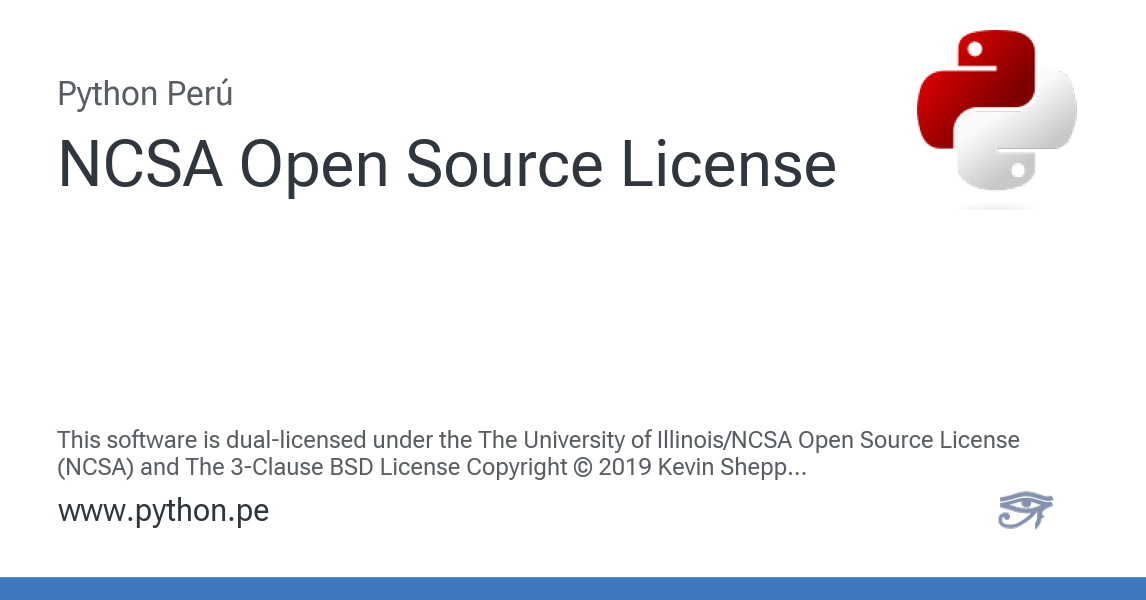 Python Perú
NCSA Open Source License
This software is dual-licensed under the The University of Illinois/NCSA Open Source License
(NCSA) and The 3-Clause BSD License Copyright © 2019 Kevin Shepp...
www.python.pe